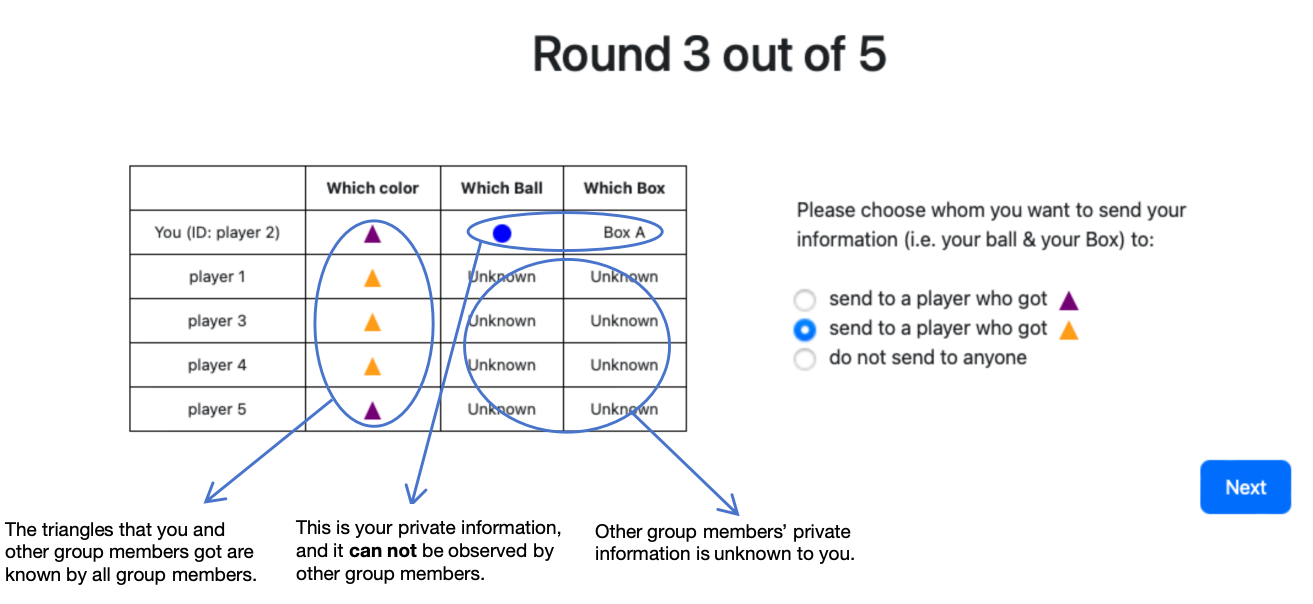 Round 3 out of 5
Which color Which Ball Which Box
You (ID: player 2) Box A
player 1 Unknown Unknown
player 3 Unknown Unknown
player 4 Unknown Unknown
player 5 Unknown Unknown
Please choose whom you want to send your
information (i.e. your ball & your Box) to:
send to a player who got
send to a player who got
do not send to anyone
Next
The triangles that you and
other group members got are
known by all group members.
This is your private information,
and it can not be observed by
other group members.
Other group members’ private
information is unknown to you.